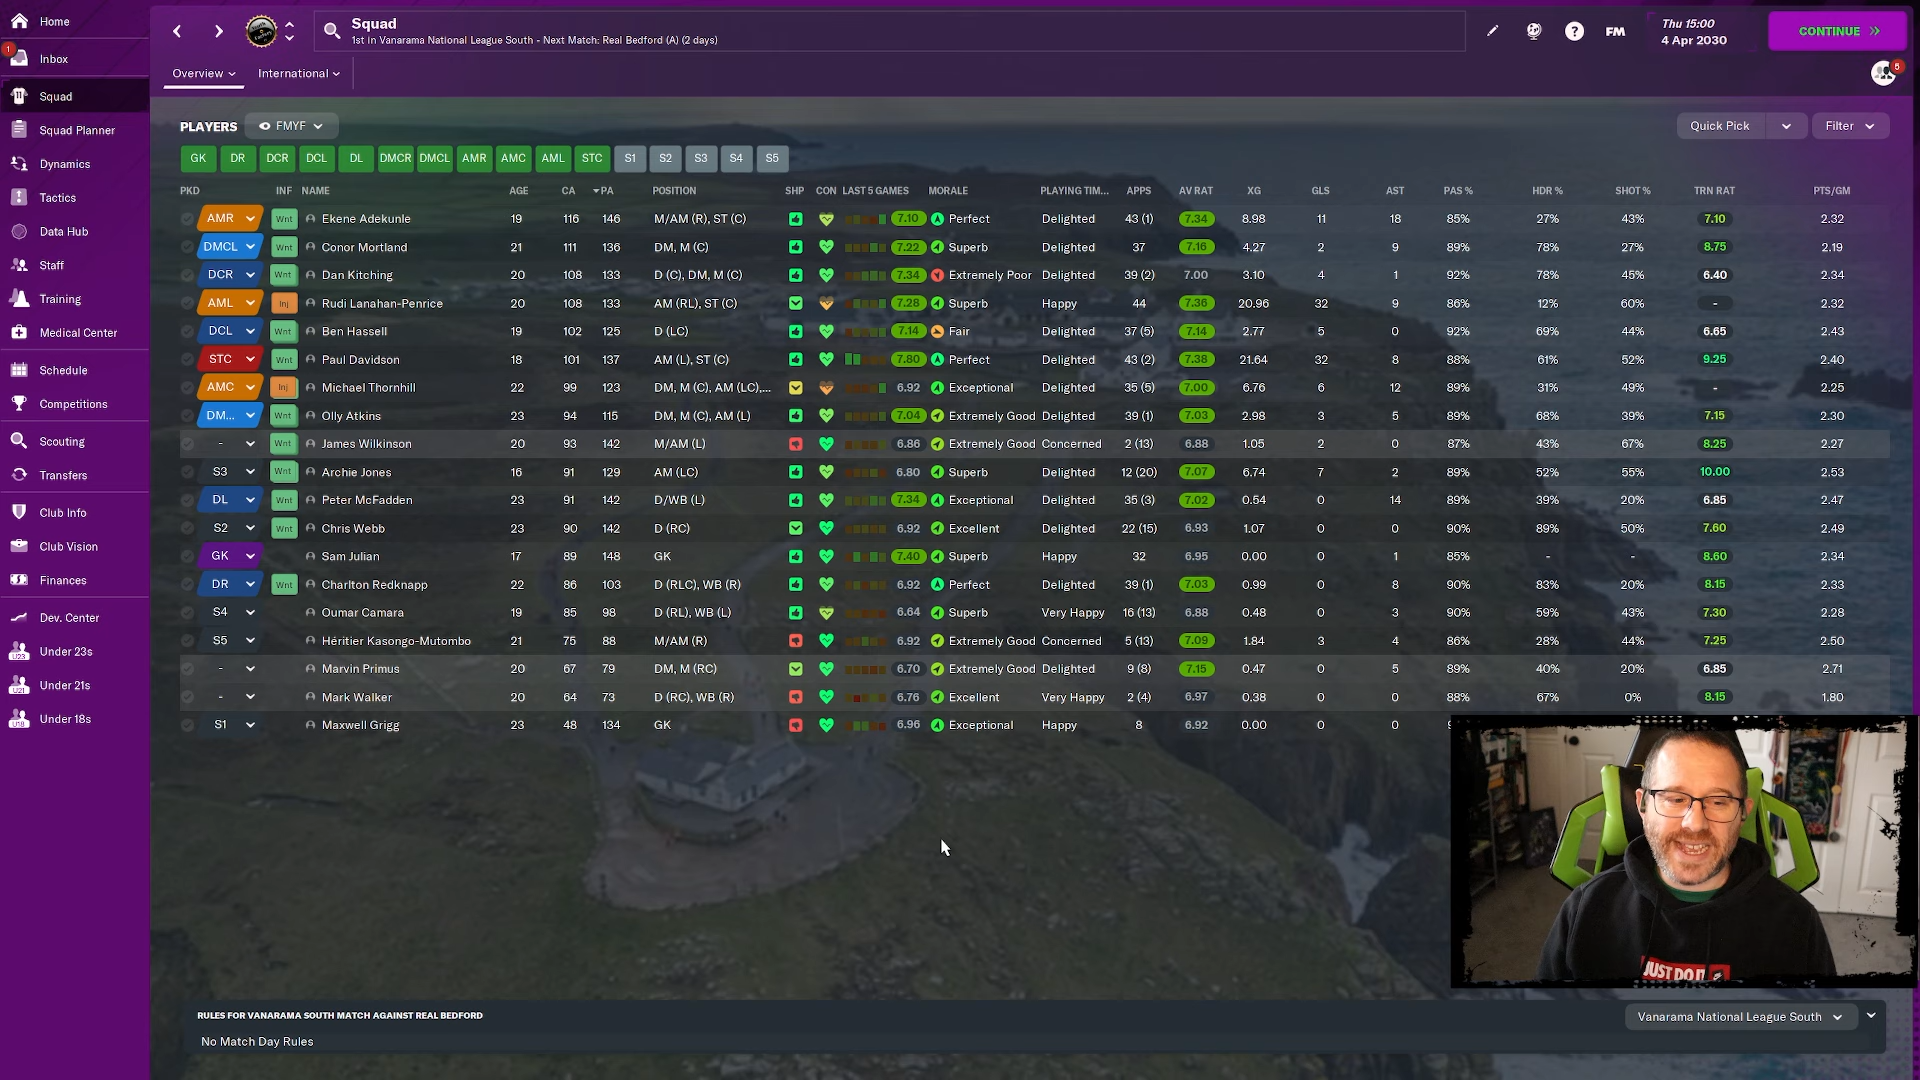 Home
1
Inbox
Squad
Squad Planner
Dynamics
Tactics
Data Hub
Staff
Training
Medical Center
Schedule
Competitions
Scouting
Transfers
Club Info
Club Vision
Finances
Dev. Center
U23 Under 23s
U21 Under 21s
U18 Under 18s
Squad
1st in Vanarama National League South - Next Match: Real Bedford (A) (2 days)
? FM
Thu 15:00
4 Apr 2030
CONTINUE
Overview International
5
PLAYERS FMYF
Quick Pick Filter
GK DR DCR DCL DL DMCR DMCL AMR AMC AML STC S1 S2 S3 S4 S5
PKD INF NAME AGE CA PA POSITION SHP CON LAST 5 GAMES MORALE PLAYING TIM... APPS AV RAT XG GLS AST PAS % HDR % SHOT % TRN RAT PTS/GM
AMR Wnt Ekene Adekunle 19 116 146 M/AM (R), ST (C) 7.10 Perfect Delighted 43 (1) 7.34 8.98 11 18 85% 27% 43% 7.10 2.32
DMCL Wnt Conor Mortland 21 111 136 DM, M (C) 7.22 Superb Delighted 37 7.16 4.27 2 9 89% 78% 27% 8.75 2.19
DCR Wnt Dan Kitching 20 108 133 D (C), DM, M (C) 7.34 Extremely Poor Delighted 39 (2) 7.00 3.10 4 1 92% 78% 45% 6.40 2.34
AML Inj Rudi Lanahan-Penrice 20 108 133 AM (RL), ST (C) 7.28 Superb Happy 44 7.36 20.96 32 9 86% 12% 60% - 2.32
DCL Wnt Ben Hassell 19 102 125 D (LC) 7.14 Fair Delighted 37 (5) 7.14 2.77 5 0 92% 69% 44% 6.65 2.43
STC Wnt Paul Davidson 18 101 137 AM (L), ST (C) 7.80 Perfect Delighted 43 (2) 7.38 21.64 32 8 88% 61% 52% 9.25 2.40
AMC Inj Michael Thornhill 22 99 123 DM, M (C), AM (LC),... 6.92 Exceptional Delighted 35 (5) 7.00 6.76 6 12 89% 31% 49% - 2.25
DM... Wnt Olly Atkins 23 94 115 DM, M (C), AM (L) 7.04 Extremely Good Delighted 39 (1) 7.03 2.98 3 5 89% 68% 39% 7.15 2.30
- Wnt James Wilkinson 20 93 142 M/AM (L) 6.86 Extremely Good Concerned 2 (13) 6.88 1.05 2 0 87% 43% 67% 8.25 2.27
S3 Wnt Archie Jones 16 91 129 AM (LC) 6.80 Superb Delighted 12 (20) 7.07 6.74 7 2 89% 52% 55% 10.00 2.53
DL Wnt Peter McFadden 23 91 142 D/WB (L) 7.34 Exceptional Delighted 35 (3) 7.02 0.54 0 14 89% 39% 20% 6.85 2.47
S2 Wnt Chris Webb 23 90 142 D (RC) 6.92 Excellent Delighted 22 (15) 6.93 1.07 0 0 90% 89% 50% 7.60 2.49
GK Sam Julian 17 89 148 GK 7.40 Superb Happy 32 6.95 0.00 0 1 85% - - 8.60 2.34
DR Wnt Charlton Redknapp 22 86 103 D (RLC), WB (R) 6.92 Perfect Delighted 39 (1) 7.03 0.99 0 8 90% 83% 20% 8.15 2.33
S4 Oumar Camara 19 85 98 D (RL), WB (L) 6.64 Superb Very Happy 16 (13) 6.88 0.48 0 3 90% 59% 43% 7.30 2.28
S5 Héritier Kasongo-Mutombo 21 75 88 M/AM (R) 6.92 Extremely Good Concerned 5 (13) 7.09 1.84 3 4 86% 28% 44% 7.25 2.50
- Marvin Primus 20 67 79 DM, M (RC) 6.70 Extremely Good Delighted 9 (8) 7.15 0.47 0 5 89% 40% 20% 6.85 2.71
- Mark Walker 20 64 73 D (RC), WB (R) 6.76 Excellent Very Happy 2 (4) 6.97 0.38 0 0 88% 67% 0% 8.15 1.80
S1 Maxwell Grigg 23 48 134 GK 6.96 Exceptional Happy 8 6.92 0.00 0 0
JUST DO IT
RULES FOR VANARAMA SOUTH MATCH AGAINST REAL BEDFORD
Vanarama National League South
No Match Day Rules